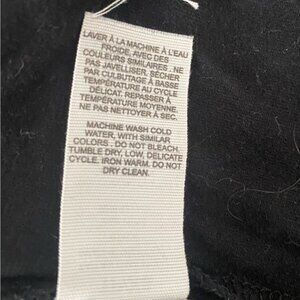 LAVER À LA MACHINE À L'EAU
FROIDE, AVEC DES
COULEURS SIMILAIRES . NE
PAS JAVELLISER. SÉCHER
PAR CULBUTAGE À BASSE
TEMPÉRATURE AU CYCLE
DÉLICAT. REPASSER À
TEMPÉRATURE MOYENNE.
NE PAS NETTOYER À SEC.
MACHINE WASH COLD
WATER, WITH SIMILAR
COLORS . DO NOT BLEACH.
TUMBLE DRY, LOW, DELICATE
CYCLE. IRON WARM. DO NOT
DRY CLEAN.